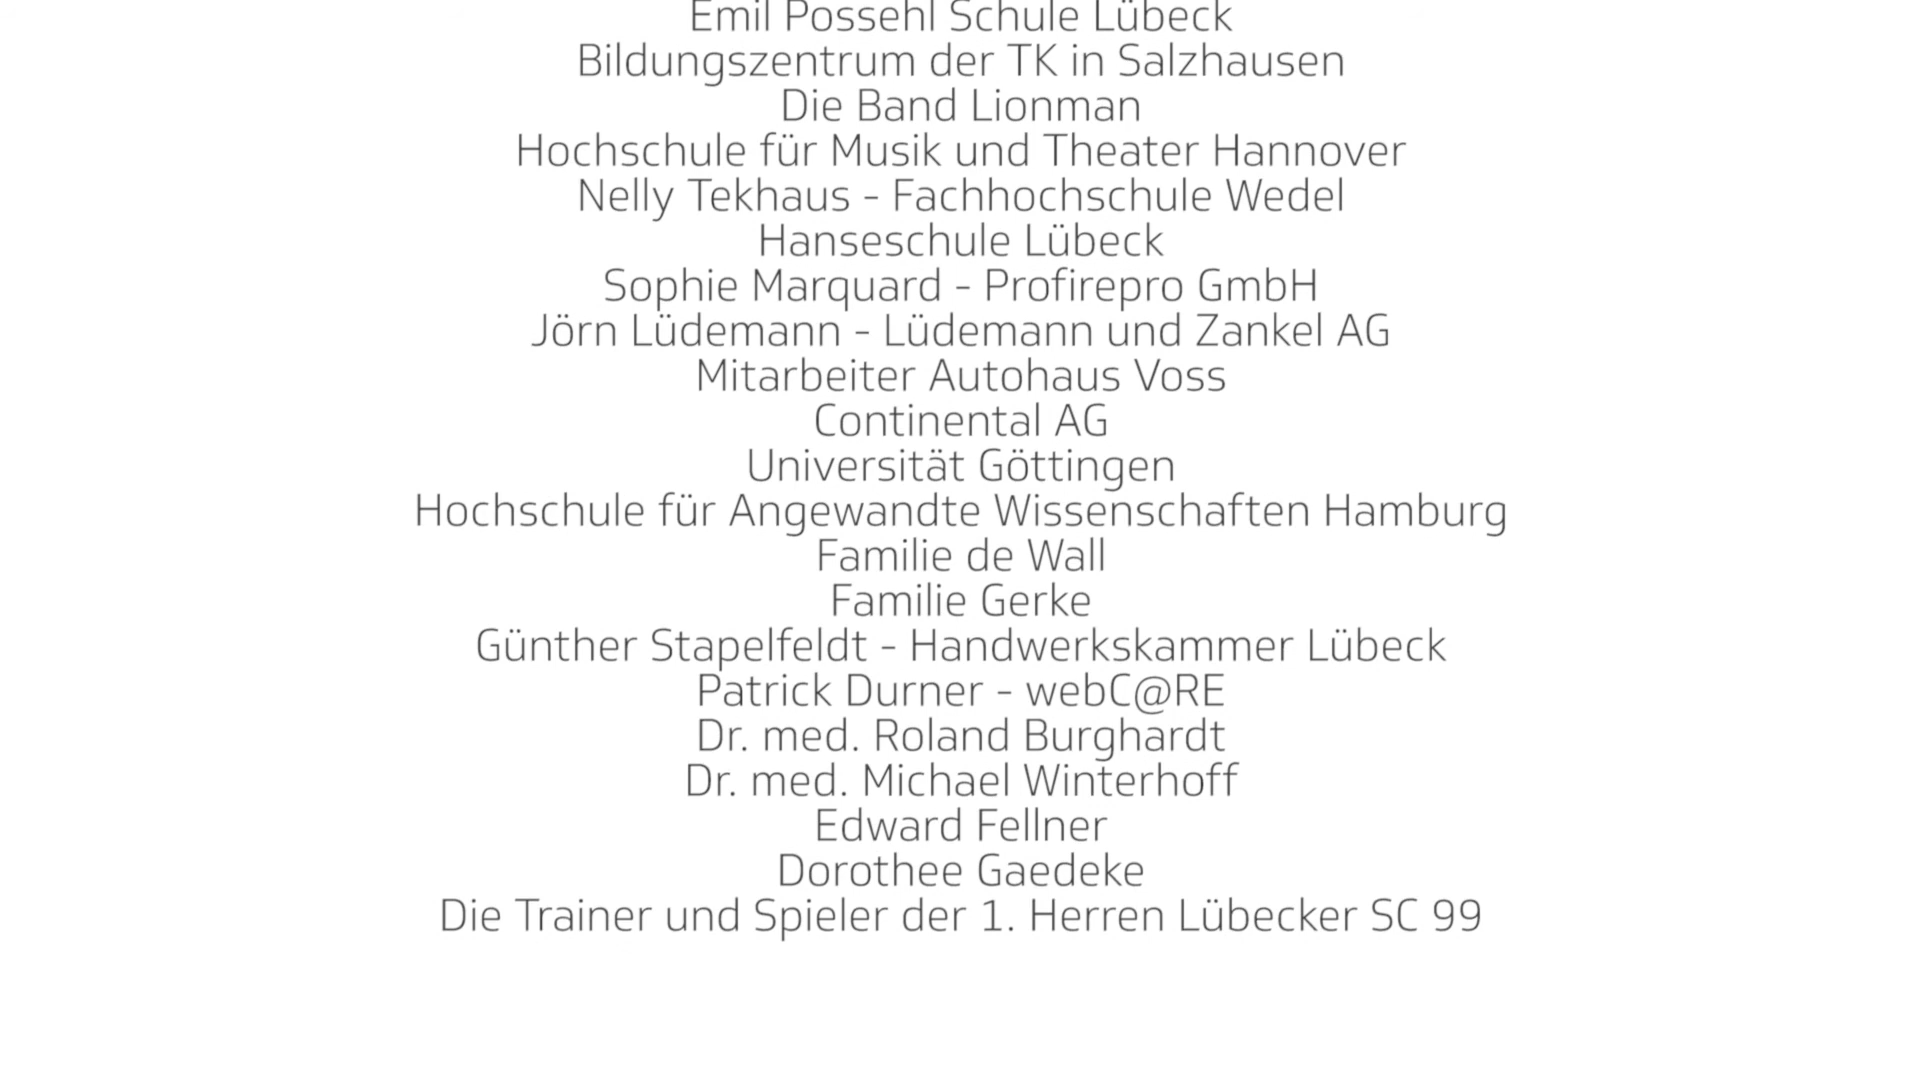 Emil Possehl Schule Lübeck
Bildungszentrum der TK in Salzhausen
Die Band Lionman
Hochschule für Musik und Theater Hannover
Nelly Tekhaus - Fachhochschule Wedel
Hanseschule Lübeck
Sophie Marquard - Profirepro GmbH
Jörn Lüdemann - Lüdemann und Zankel AG
Mitarbeiter Autohaus Voss
Continental AG
Universität Göttingen
Hochschule für Angewandte Wissenschaften Hamburg
Familie de Wall
Familie Gerke
Günther Stapelfeldt - Handwerkskammer Lübeck
Patrick Durner - webC@RE
Dr. med. Roland Burghardt
Dr. med. Michael Winterhoff
Edward Fellner
Dorothee Gaedeke
Die Trainer und Spieler der 1. Herren Lübecker SC 99